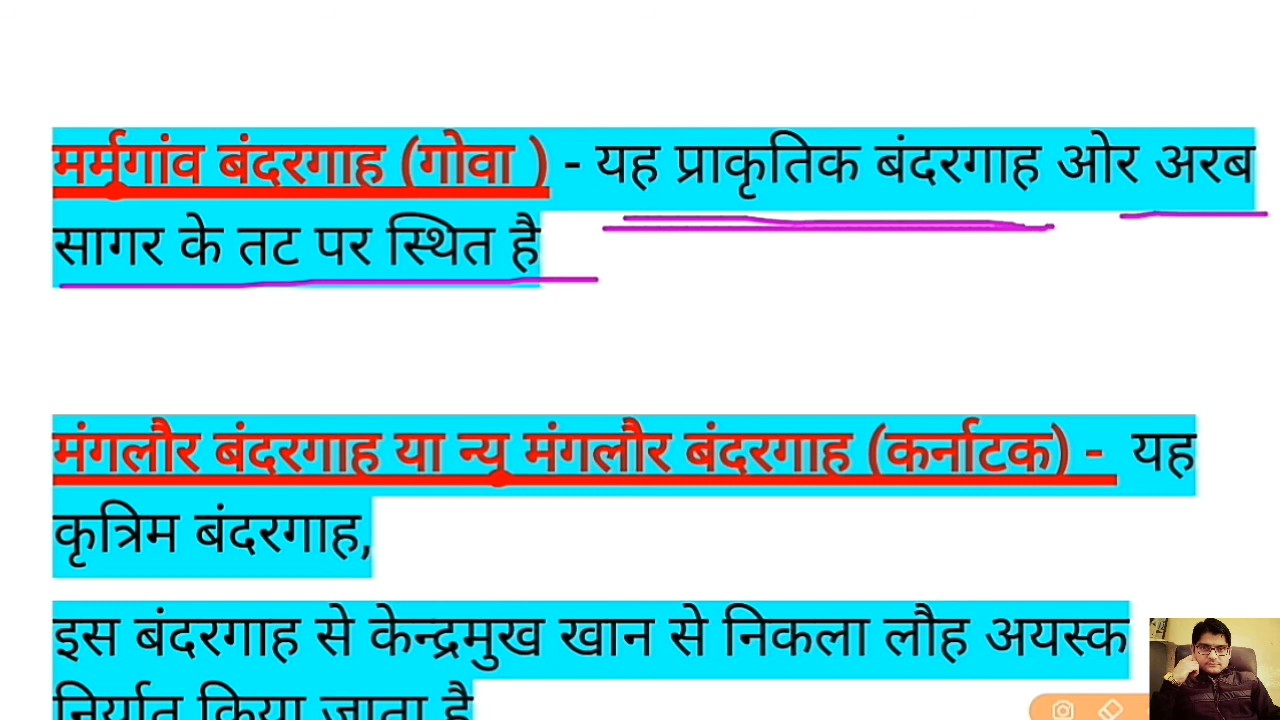 मर्मुगांव बंदरगाह (गोवा ) - यह प्राकृतिक बंदरगाह ओर अरब
सागर के तट पर स्थित है
मंगलौर बंदरगाह या न्यू मंगलौर बंदरगाह (कर्नाटक) - यह
कृत्रिम बंदरगाह,
इस बंदरगाह से केन्द्रमुख खान से निकला लौह अयस्क
निर्यात किया जाता है